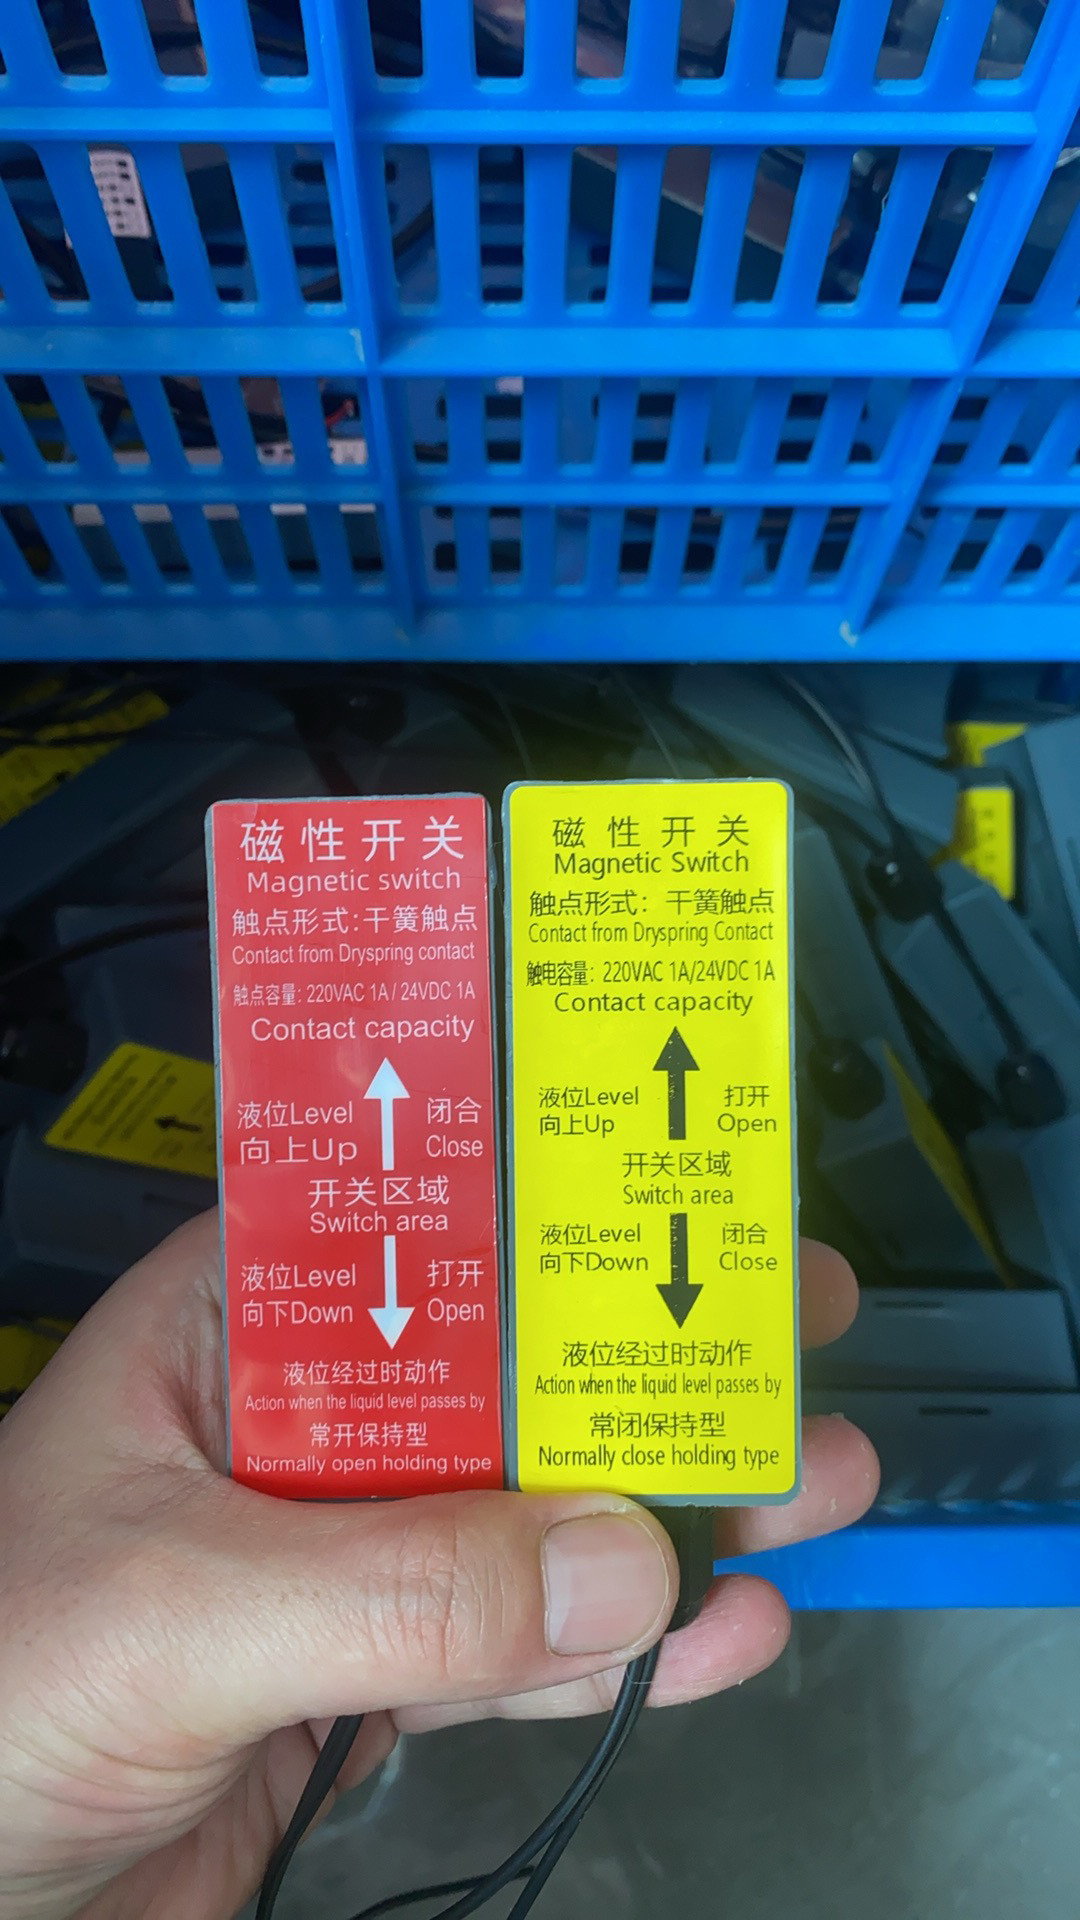 磁性开关
Magnetic switch
触点形式:干簧触点
Contact from Dryspring contact
触点容量: 220VAC 1A / 24VDC 1A
Contact capacity
液位Level 闭合
向上Up Close
开关区域
Switch area
液位Level 打开
向下Down Open
液位经过时动作
Action when the liquid level passes by
常开保持型
Normally open holding type
磁性开关
Magnetic Switch
触点形式：干簧触点
Contact from Dryspring Contact
触电容量: 220VAC 1A/24VDC 1A
Contact capacity
液位Level 打开
向上Up Open
开关区域
Switch area
液位Level 闭合
向下Down Close
液位经过时动作
Action when the liquid level passes by
常闭保持型
Normally close holding type